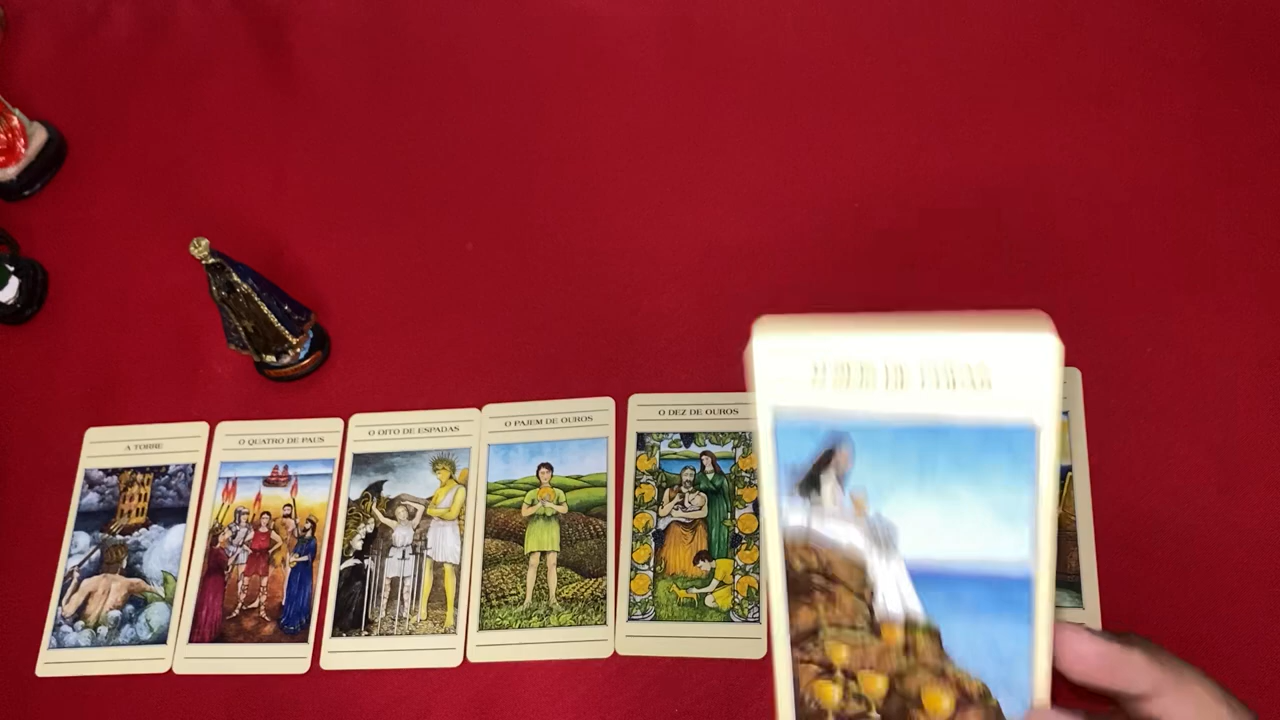 A TORRE
O QUATRO DE PAUS
O OITO DE ESPADAS
O PAJEM DE OUROS
O DEZ DE OUROS